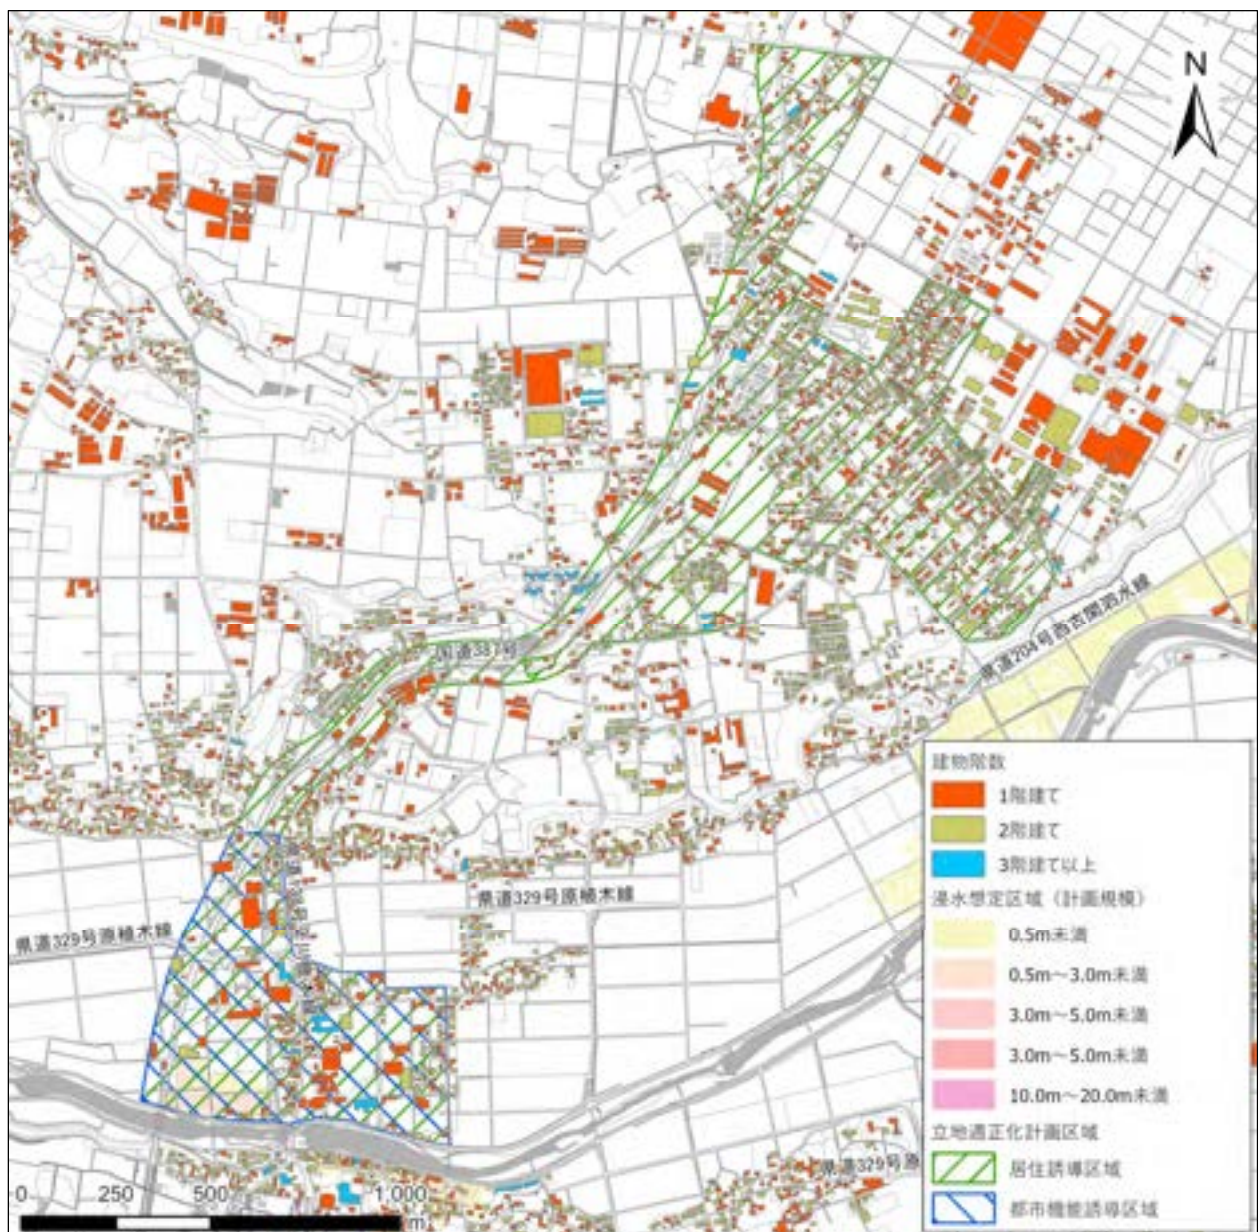 N
国道387号
県道204号西古閑泗水線
県道329号原植木線
県道329号原植木線
県道329号原
建物階数
1階建て
2階建て
3階建て以上
浸水想定区域（計画規模）
0.5m未満
0.5m～3.0m未満
3.0m～5.0m未満
3.0m～5.0m未満
10.0m～20.0m未満
立地適正化計画区域
居住誘導区域
都市機能誘導区域
0 250 500 1,000
m